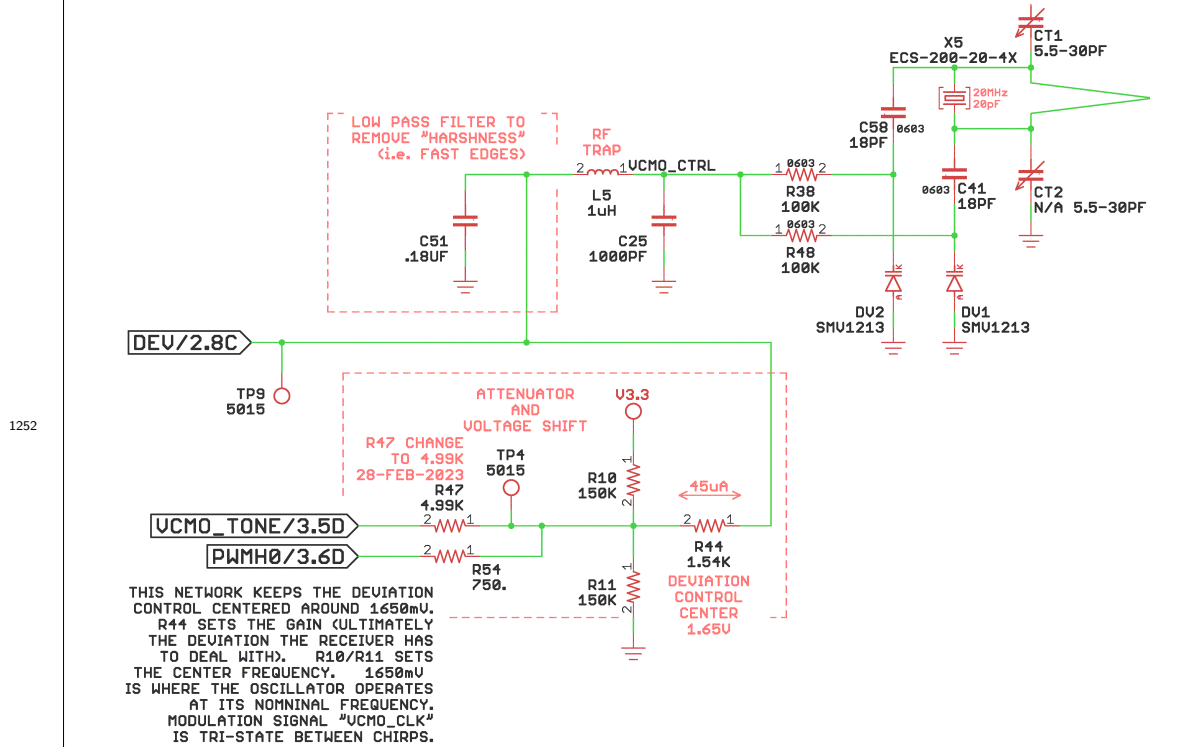 X5
ECS-200-20-4X
CT1
5.5-30PF
20MHz
20pF
LOW PASS FILTER TO
REMOVE "HARSHNESS"
(i.e. FAST EDGES)
RF
TRAP
C58 0603
18PF
2 1 VCMO_CTRL
0603
1 2
L5
1uH
R38
100K
0603 C41
18PF
CT2
N/A 5.5-30PF
0603
1 2
C51
.18UF
C25
1000PF
R48
100K
K
A
K
A
DV2
SMV1213
DV1
SMV1213
DEV/2.8C
TP9
5015
ATTENUATOR
AND
VOLTAGE SHIFT
V3.3
1252
R47 CHANGE
TO 4.99K
28-FEB-2023
TP4
5015
1
R10
150K
2
45uA
R47
4.99K
VCMO_TONE/3.5D
2 1
2 1
PWMH0/3.6D
2 1
R54
750.
R44
1.54K
1
R11
150K
2
DEVIATION
CONTROL
CENTER
1.65V
THIS NETWORK KEEPS THE DEVIATION
CONTROL CENTERED AROUND 1650mV.
R44 SETS THE GAIN (ULTIMATELY
THE DEVIATION THE RECEIVER HAS
TO DEAL WITH). R10/R11 SETS
THE CENTER FREQUENCY. 1650mV
IS WHERE THE OSCILLATOR OPERATES
AT ITS NOMNINAL FREQUENCY.
MODULATION SIGNAL "VCMO_CLK"
IS TRI-STATE BETWEEN CHIRPS.